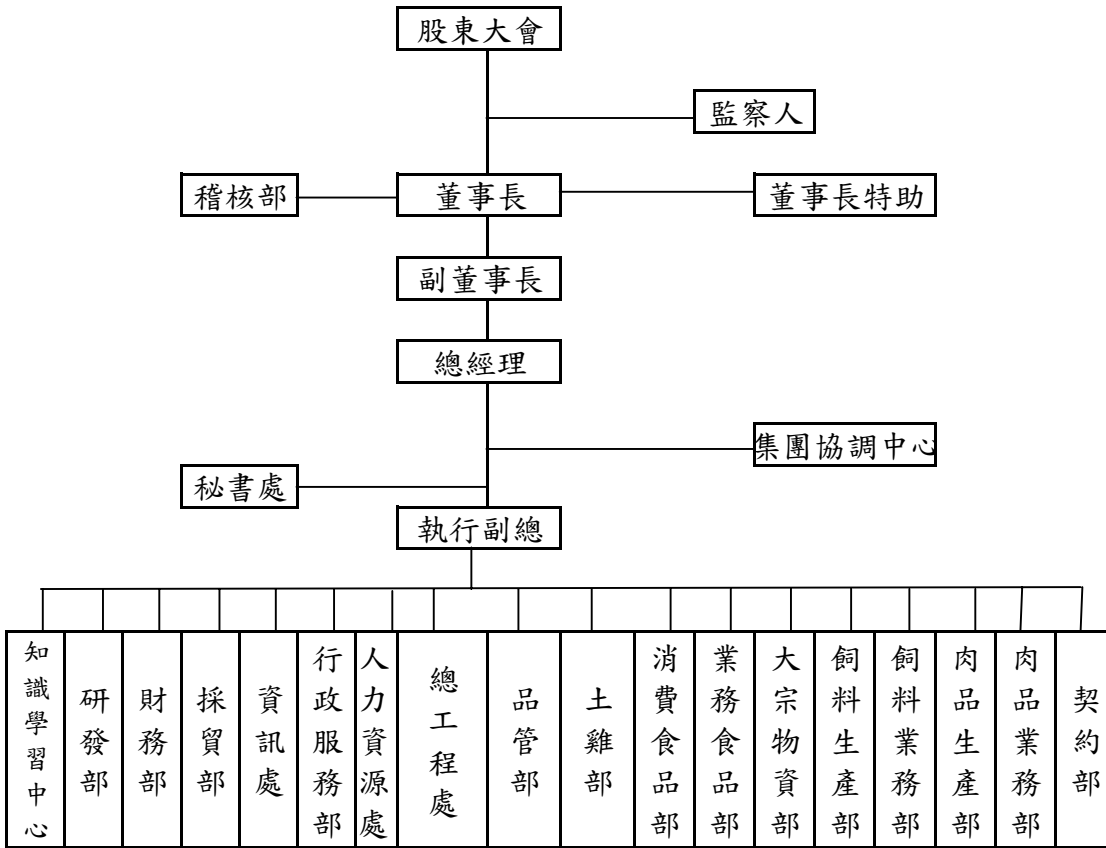 股東大會
監察人
稽核部
董事長
董事長特助
副董事長
總經理
集團協調中心
秘書處
執行副總
知識學習中心
研發部
財務部
採貿部
資訊處
行政服務部
人力資源處
總工程處
品管部
土雞部
消費食品部
業務食品部
大宗物資部
飼料生產部
飼料業務部
肉品生產部
肉品業務部
契約部